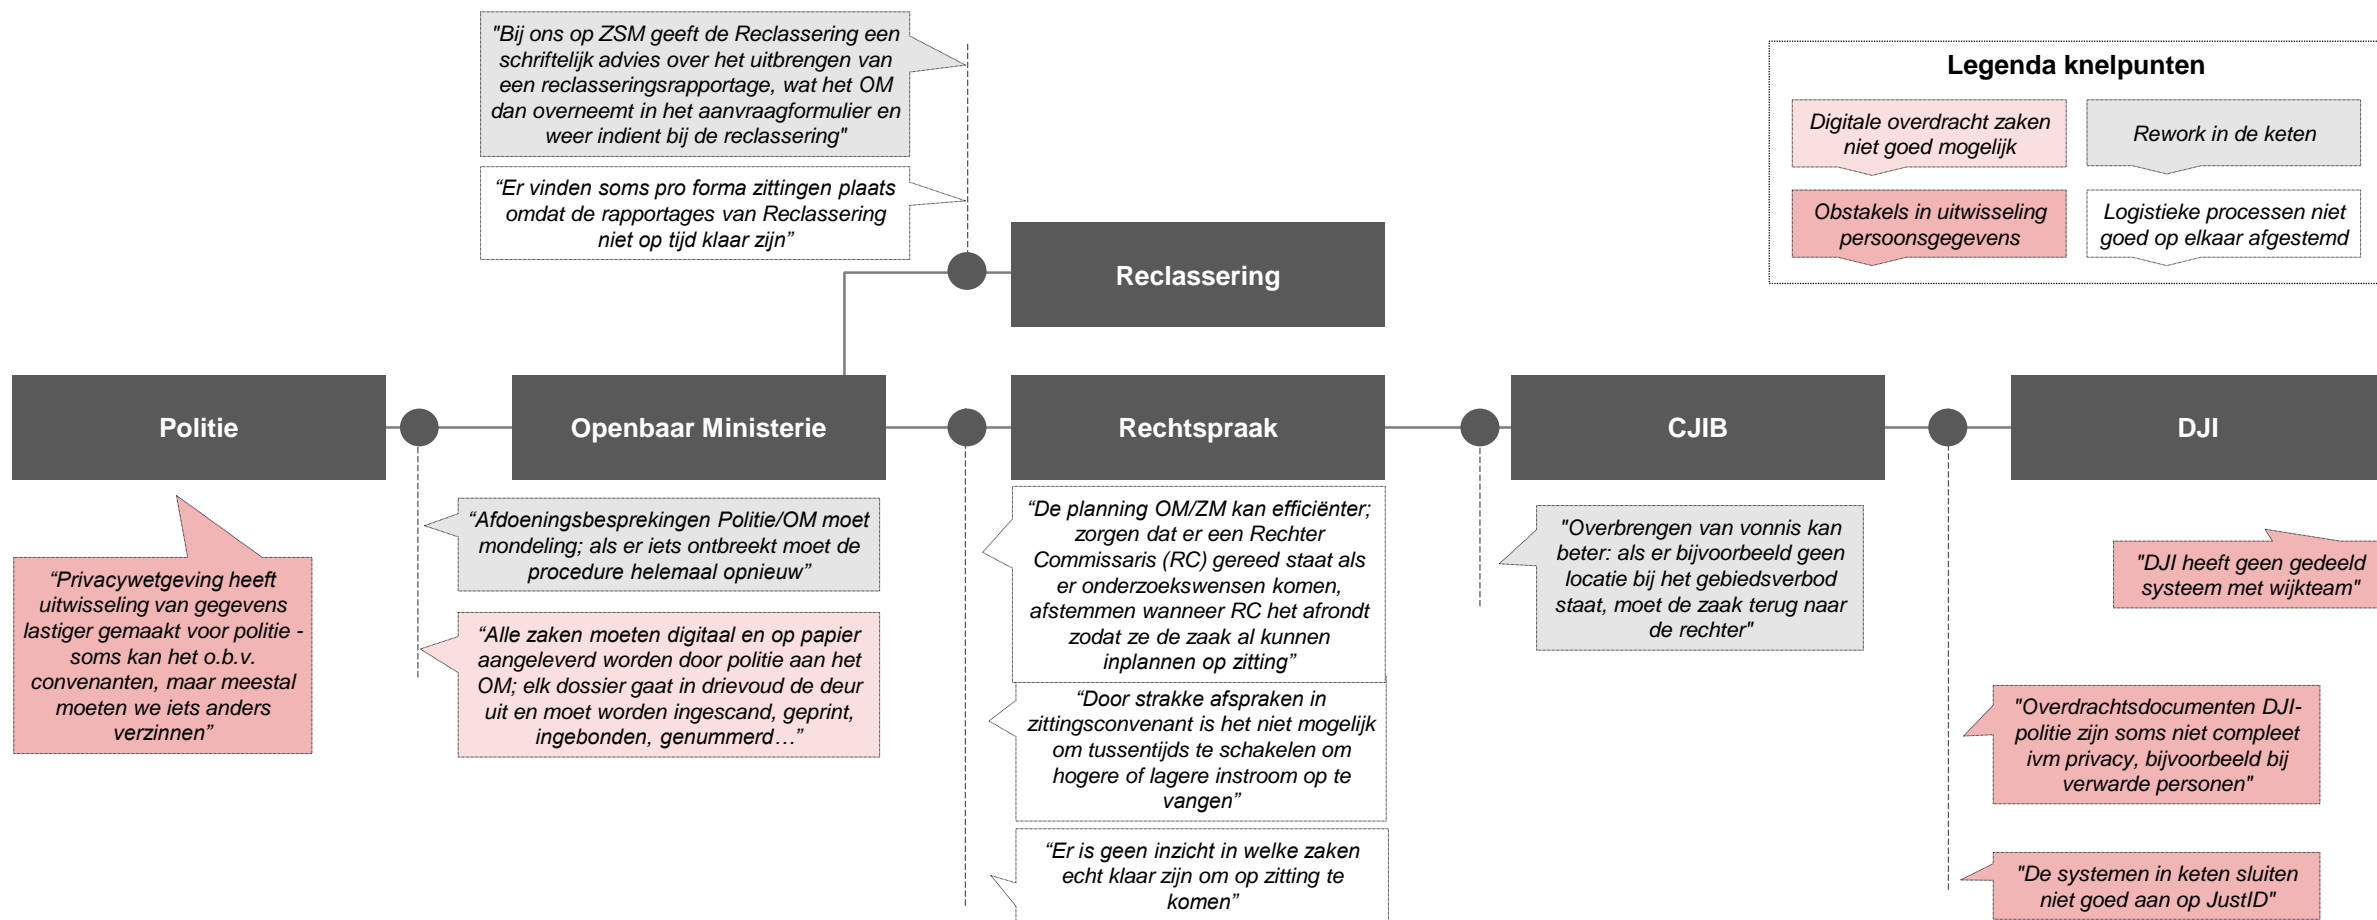 "Bij ons op ZSM geeft de Reclassering een
schriftelijk advies over het uitbrengen van
een reclasseringsrapportage, wat het OM
dan overneemt in het aanvraagformulier en
weer indient bij de reclassering"
“Er vinden soms pro forma zittingen plaats
omdat de rapportages van Reclassering
niet op tijd klaar zijn”
Legenda knelpunten
Digitale overdracht zaken
niet goed mogelijk
Rework in de keten
Obstakels in uitwisseling
persoonsgegevens
Logistieke processen niet
goed op elkaar afgestemd
Reclassering
Politie
Openbaar Ministerie
Rechtspraak
CJIB
DJI
“Privacywetgeving heeft
uitwisseling van gegevens
lastiger gemaakt voor politie -
soms kan het o.b.v.
convenanten, maar meestal
moeten we iets anders
verzinnen”
“Afdoeningsbesprekingen Politie/OM moet
mondeling; als er iets ontbreekt moet de
procedure helemaal opnieuw”
“Alle zaken moeten digitaal en op papier
aangeleverd worden door politie aan het
OM; elk dossier gaat in drievoud de deur
uit en moet worden ingescand, geprint,
ingebonden, genummerd…”
“De planning OM/ZM kan efficiënter;
zorgen dat er een Rechter
Commissaris (RC) gereed staat als
er onderzoekswensen komen,
afstemmen wanneer RC het afrondt
zodat ze de zaak al kunnen
inplannen op zitting”
“Door strakke afspraken in
zittingsconvenant is het niet mogelijk
om tussentijds te schakelen om
hogere of lagere instroom op te
vangen”
“Er is geen inzicht in welke zaken
echt klaar zijn om op zitting te
komen”
"Overbrengen van vonnis kan
beter: als er bijvoorbeeld geen
locatie bij het gebiedsverbod
staat, moet de zaak terug naar
de rechter"
"DJI heeft geen gedeeld
systeem met wijkteam"
"Overdrachtsdocumenten DJI-
politie zijn soms niet compleet
ivm privacy, bijvoorbeeld bij
verwarde personen"
"De systemen in keten sluiten
niet goed aan op JustID"